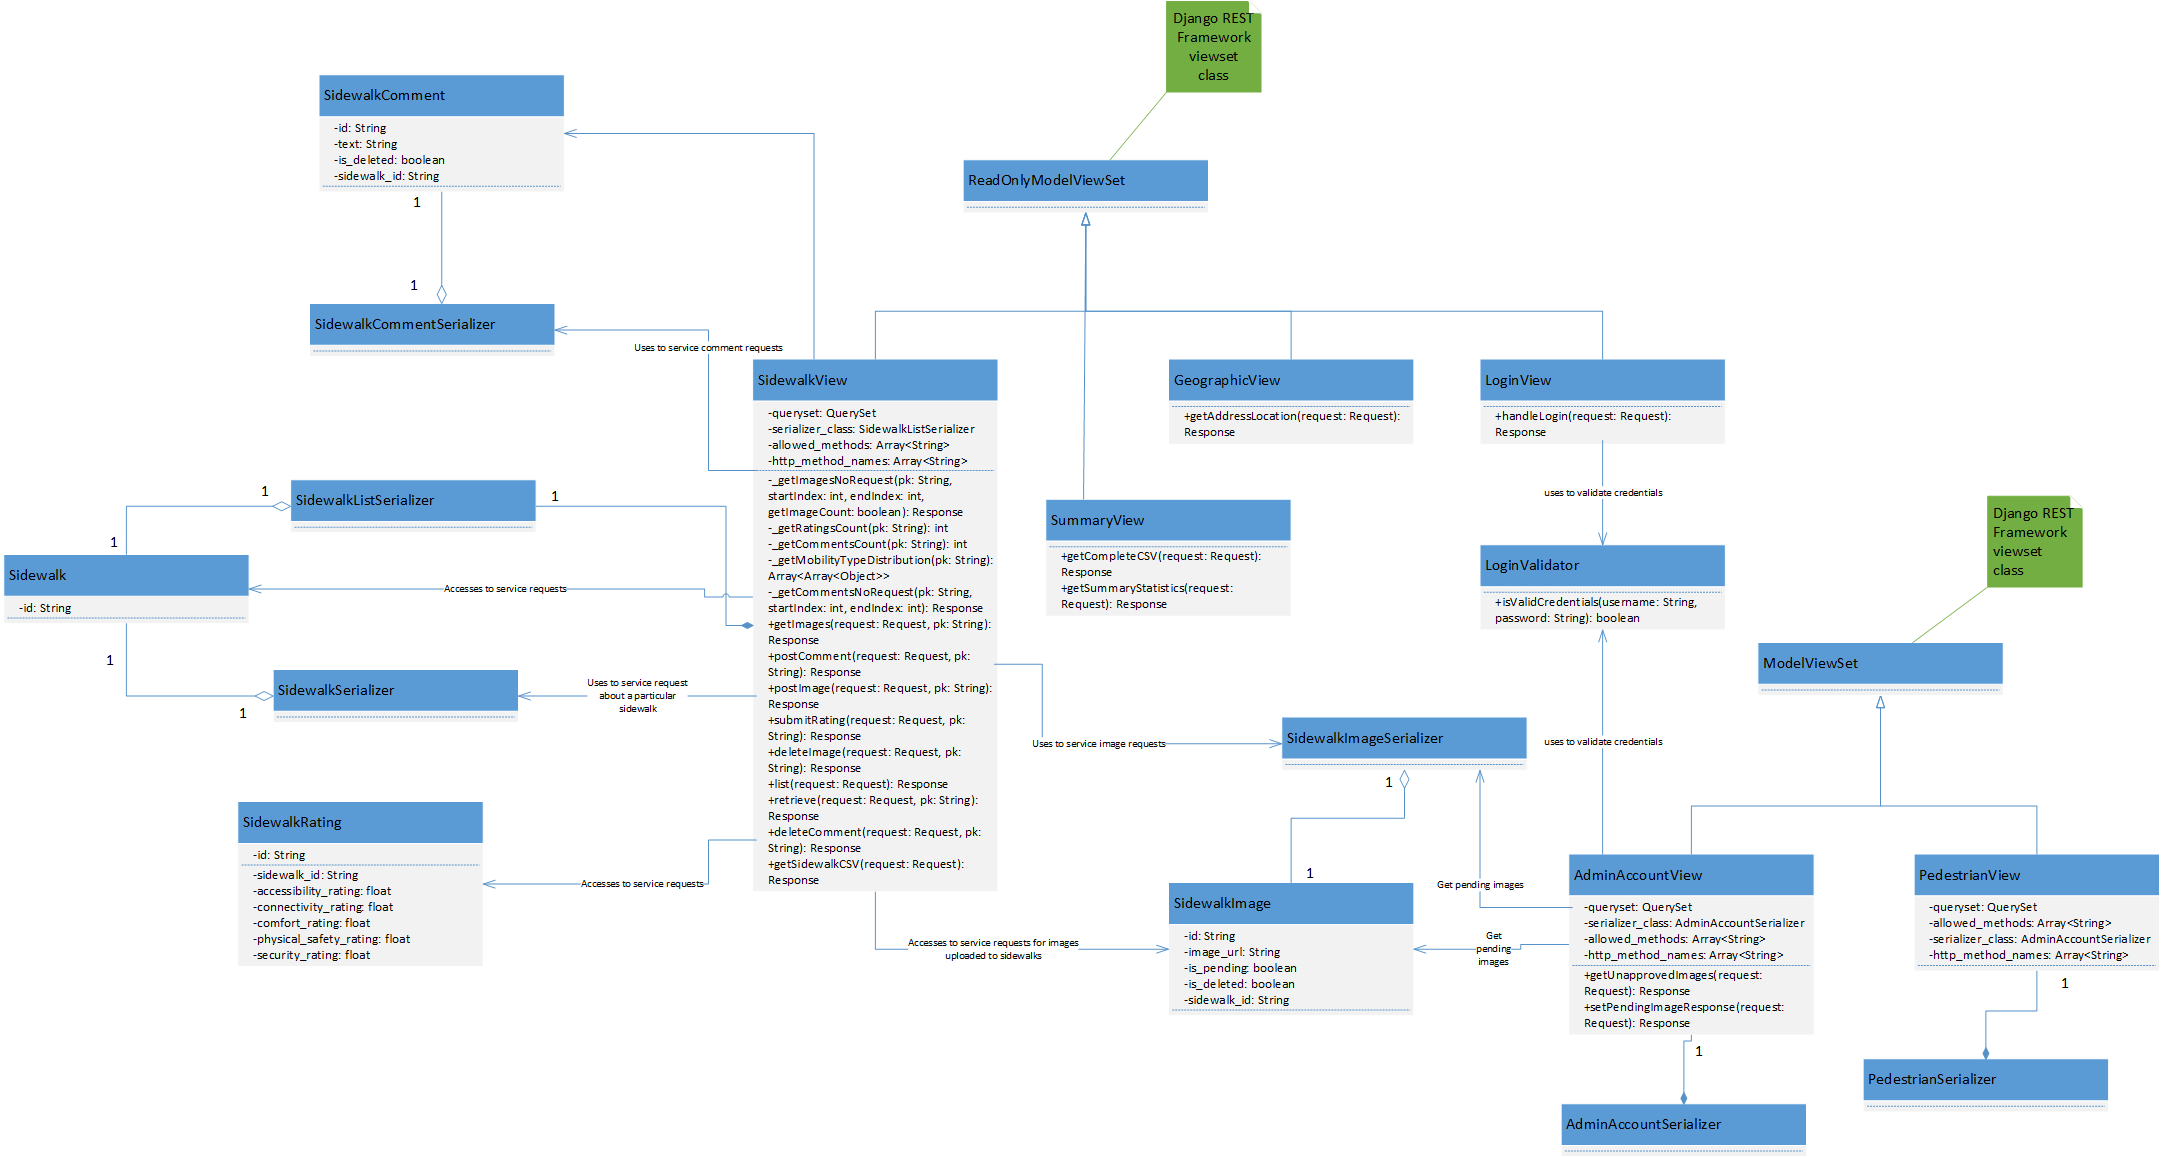 Django REST
Framework
viewset
class
SidewalkComment
-id: String
-text: String
-is_deleted: boolean
-sidewalk_id: String
1
1
SidewalkCommentSerializer
ReadOnlyModelViewSet
Uses to service comment requests
SidewalkView
-queryset: QuerySet
-serializer_class: SidewalkListSerializer
-allowed_methods: Array<String>
-http_method_names: Array<String>
-_getImagesNoRequest(pk: String,
startIndex: int, endIndex: int,
getImageCount: boolean): Response
-_getRatingsCount(pk: String): int
-_getCommentsCount(pk: String): int
-_getMobilityTypeDistribution(pk: String):
Array<Array<Object>>
-_getCommentsNoRequest(pk: String,
startIndex: int, endIndex: int): Response
+getImages(request: Request, pk: String):
Response
+postComment(request: Request, pk:
String): Response
+postImage(request: Request, pk: String):
Response
+submitRating(request: Request, pk:
String): Response
+deleteImage(request: Request, pk:
String): Response
+list(request: Request): Response
+retrieve(request: Request, pk: String):
Response
+deleteComment(request: Request, pk:
String): Response
+getSidewalkCSV(request: Request):
Response
GeographicView
+getAddressLocation(request: Request):
Response
LoginView
+handleLogin(request: Request):
Response
uses to validate credentials
SummaryView
+getCompleteCSV(request: Request):
Response
+getSummaryStatistics(request:
Request): Response
LoginValidator
+isValidCredentials(username: String,
password: String): boolean
uses to validate credentials
Django REST
Framework
viewset
class
ModelViewSet
1
SidewalkListSerializer
1
1
Sidewalk
-id: String
Accesses to service requests
1
1
SidewalkSerializer
Uses to service request
about a particular
sidewalk
SidewalkRating
-id: String
-sidewalk_id: String
-accessibility_rating: float
-connectivity_rating: float
-comfort_rating: float
-physical_safety_rating: float
-security_rating: float
Accesses to service requests
Uses to service image requests
SidewalkImageSerializer
1
1
Accesses to service requests for images
uploaded to sidewalks
SidewalkImage
-id: String
-image_url: String
-is_pending: boolean
-is_deleted: boolean
-sidewalk_id: String
Get pending images
Get
pending
images
AdminAccountView
-queryset: QuerySet
-serializer_class: AdminAccountSerializer
-allowed_methods: Array<String>
-http_method_names: Array<String>
+getUnapprovedImages(request:
Request): Response
+setPendingImageResponse(request:
Request): Response
1
AdminAccountSerializer
PedestrianView
-queryset: QuerySet
-allowed_methods: Array<String>
-serializer_class: AdminAccountSerializer
-http_method_names: Array<String>
1
PedestrianSerializer